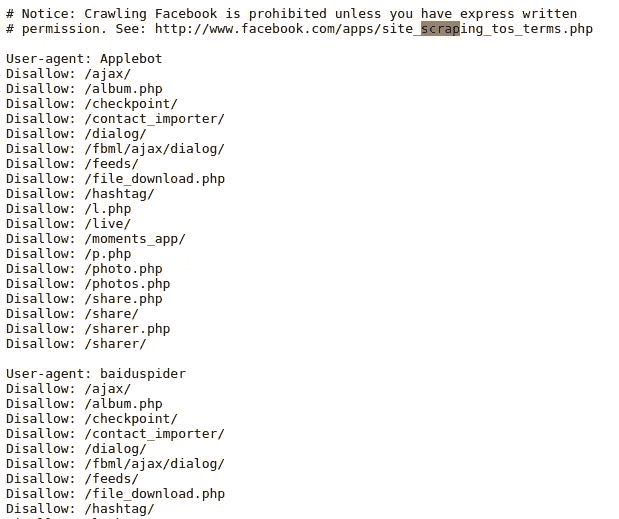 # Notice: Crawling Facebook is prohibited unless you have express written
# permission. See: http://www.facebook.com/apps/site_scraping_tos_terms.php
User-agent: Applebot
Disallow: /ajax/
Disallow: /album.php
Disallow: /checkpoint/
Disallow: /contact_importer/
Disallow: /dialog/
Disallow: /fbml/ajax/dialog/
Disallow: /feeds/
Disallow: /file_download.php
Disallow: /hashtag/
Disallow: /l.php
Disallow: /live/
Disallow: /moments_app/
Disallow: /p.php
Disallow: /photo.php
Disallow: /photos.php
Disallow: /share.php
Disallow: /share/
Disallow: /sharer.php
Disallow: /sharer/
User-agent: baiduspider
Disallow: /ajax/
Disallow: /album.php
Disallow: /checkpoint/
Disallow: /contact_importer/
Disallow: /dialog/
Disallow: /fbml/ajax/dialog/
Disallow: /feeds/
Disallow: /file_download.php
Disallow: /hashtag/